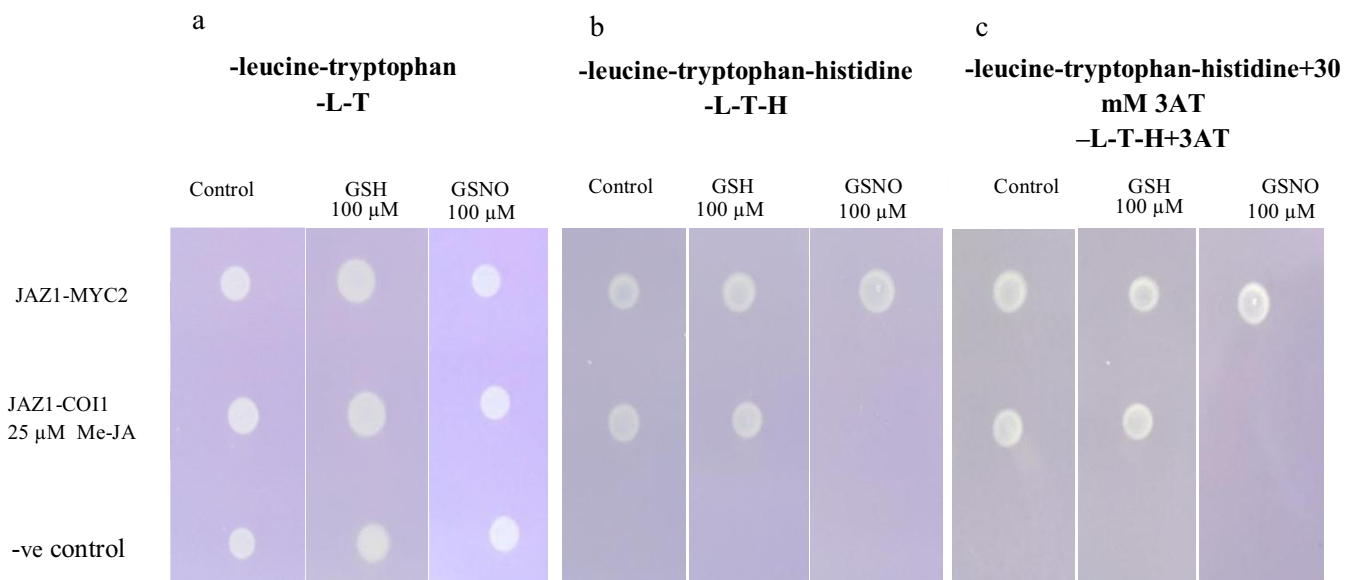 a
-leucine-tryptophan
-L-T
b
-leucine-tryptophan-histidine
-L-T-H
c
-leucine-tryptophan-histidine+30
mM 3AT
–L-T-H+3AT
Control
GSH
100 µM
GSNO
100 µM
Control
GSH
100 µM
GSNO
100 µM
Control
GSH
100 µM
GSNO
100 µM
JAZ1-MYC2
JAZ1-COI1
25 µM Me-JA
-ve control